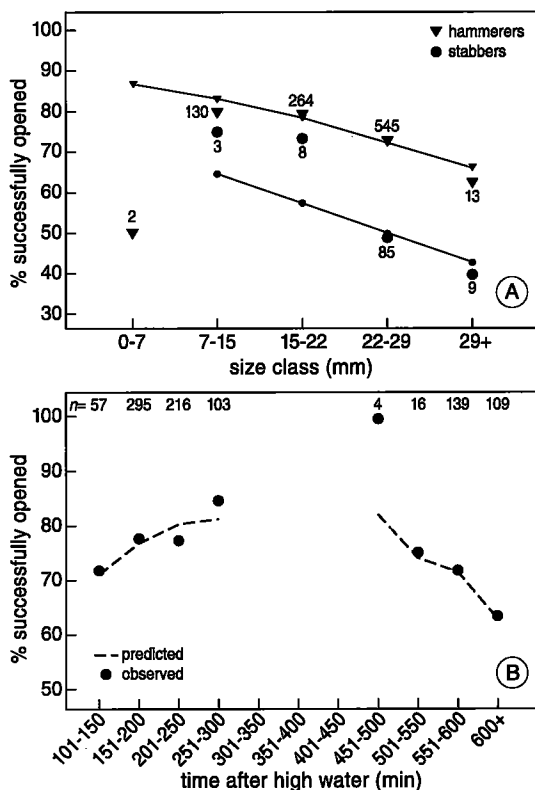 100
90
80
70
60
50
40
30
% successfully opened
hammerers
stabbers
130
264
545
3
8
2
85
13
9
A
0-7 7-15 15-22 22-29 29+
size class (mm)
n= 57 295 216 103 4 16 139 109
100
90
80
70
60
50
% successfully opened
predicted
observed
B
101-150 151-200 201-250 251-300 301-350 351-400 401-450 451-500 501-550 551-600 600+
time after high water (min)